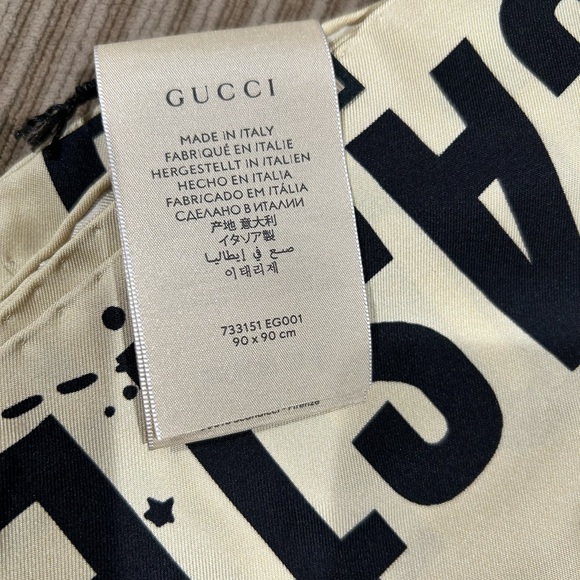 GUCCI
MADE IN ITALY
FABRIQUÉ EN ITALIE
HERGESTELLT IN ITALIEN
HECHO EN ITALIA
FABRICADO EM ITÁLIA
СДЕЛАНО В ИТАЛИИ
产地 意大利
イタリア製
صنع في إيطاليا
이태리제
733151 EG001
90 x 90 cm
Scandicci - Firenze